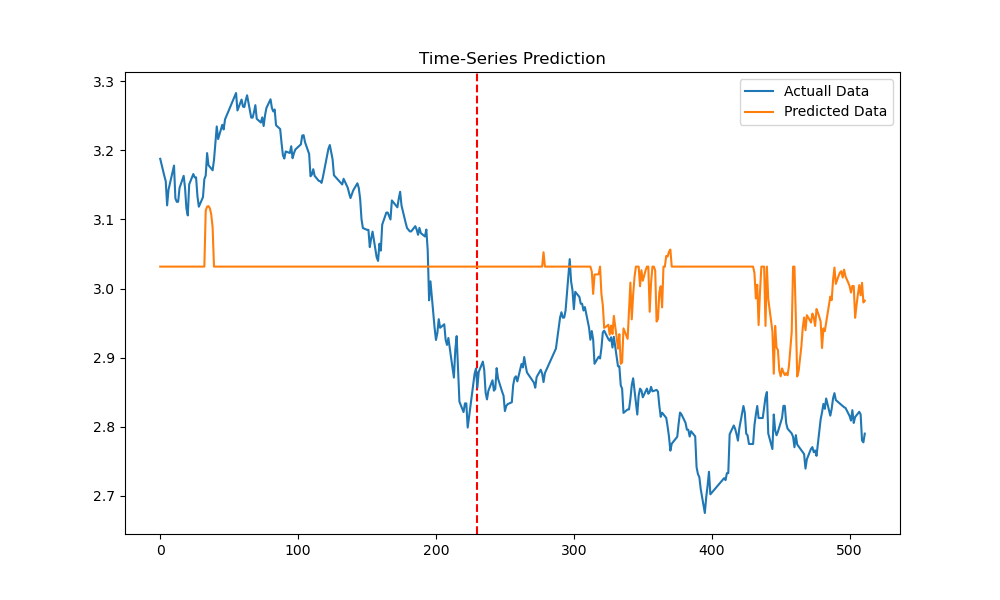 Time-Series Prediction
Actuall Data
Predicted Data
3.3
3.2
3.1
3.0
2.9
2.8
2.7
0 100 200 300 400 500